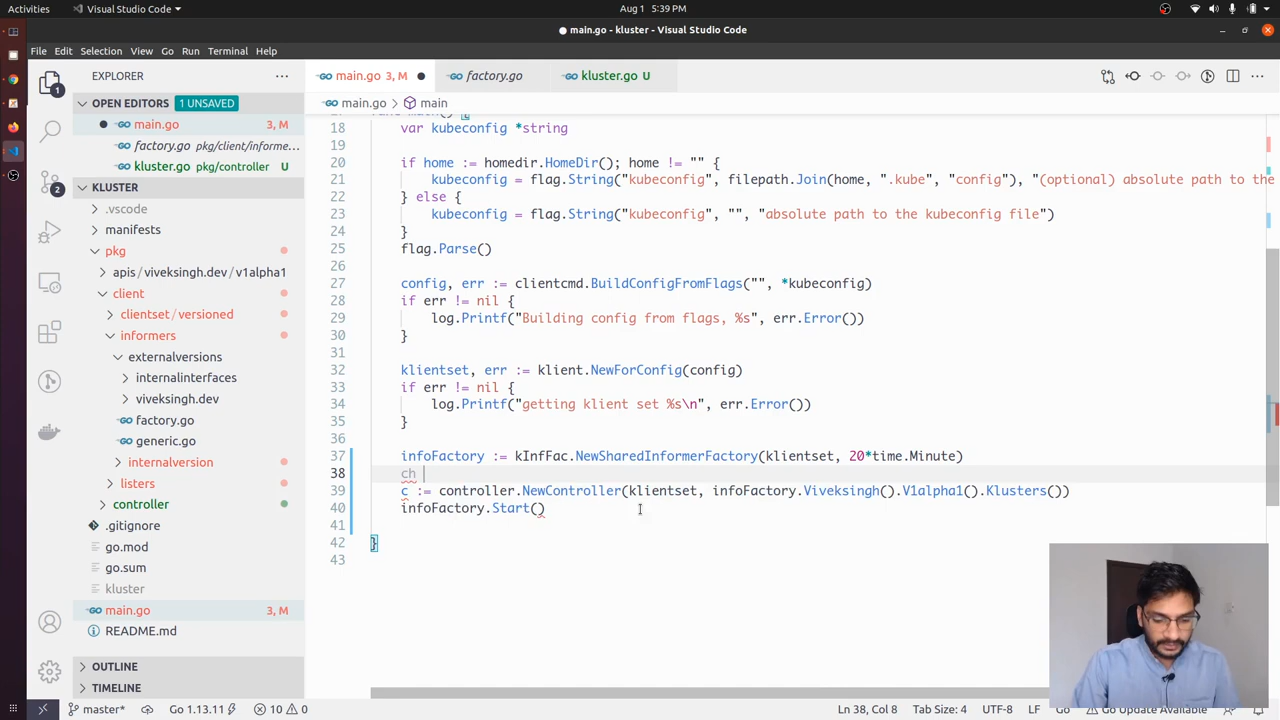 Activities
Visual Studio Code
Aug 1 5:39 PM
main.go - kluster - Visual Studio Code
File Edit Selection View Go Run Terminal Help
EXPLORER
main.go 3, M
factory.go
kluster.go U
OPEN EDITORS 1 UNSAVED
main.go 3, M
factory.go pkg/client/informe...
kluster.go pkg/controller U
KLUSTER
.vscode
manifests
pkg
apis / viveksingh.dev / v1alpha1
client
clientset / versioned
informers
externalversions
internalinterfaces
viveksingh.dev
factory.go
generic.go
internalversion
listers
controller
.gitignore
go.mod
go.sum
kluster
main.go 3, M
README.md
OUTLINE
TIMELINE
main.go > main
18 var kubeconfig *string
19
20 if home := homedir.HomeDir(); home != "" {
21 kubeconfig = flag.String("kubeconfig", filepath.Join(home, ".kube", "config"), "(optional) absolute path to the
22 } else {
23 kubeconfig = flag.String("kubeconfig", "", "absolute path to the kubeconfig file")
24 }
25 flag.Parse()
26
27 config, err := clientcmd.BuildConfigFromFlags("", *kubeconfig)
28 if err != nil {
29 log.Printf("Building config from flags, %s", err.Error())
30 }
31
32 klientset, err := klient.NewForConfig(config)
33 if err != nil {
34 log.Printf("getting klient set %s\n", err.Error())
35 }
36
37 infoFactory := kInfFac.NewSharedInformerFactory(klientset, 20*time.Minute)
38 ch
39 c := controller.NewController(klientset, infoFactory.Viveksingh().V1alpha1().Klusters())
40 infoFactory.Start()
41
42 }
43
master* Go 1.13.11 10 0
Ln 38, Col 8 Tab Size: 4 UTF-8 LF Go Go Update Available